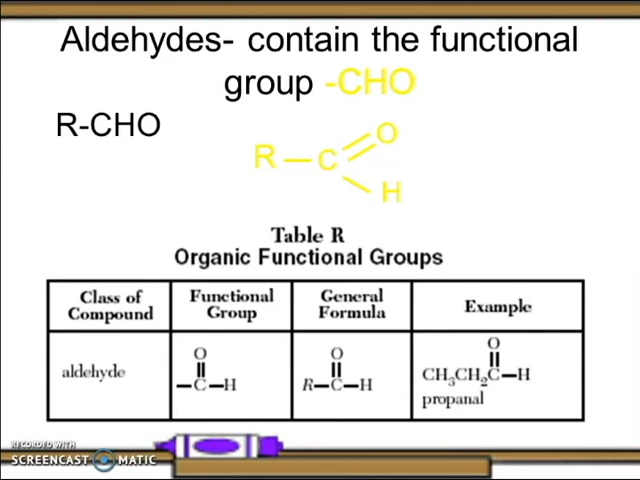 Aldehydes- contain the functional
group -CHO
R-CHO
O
R—C
H
Table R
Organic Functional Groups
Class of Compound
Functional Group
General Formula
Example
aldehyde
O
—C—H
O
R—C—H
O
CH₃CH₂C—H
propanal
RECORDED WITH
SCREENCAST MATIC